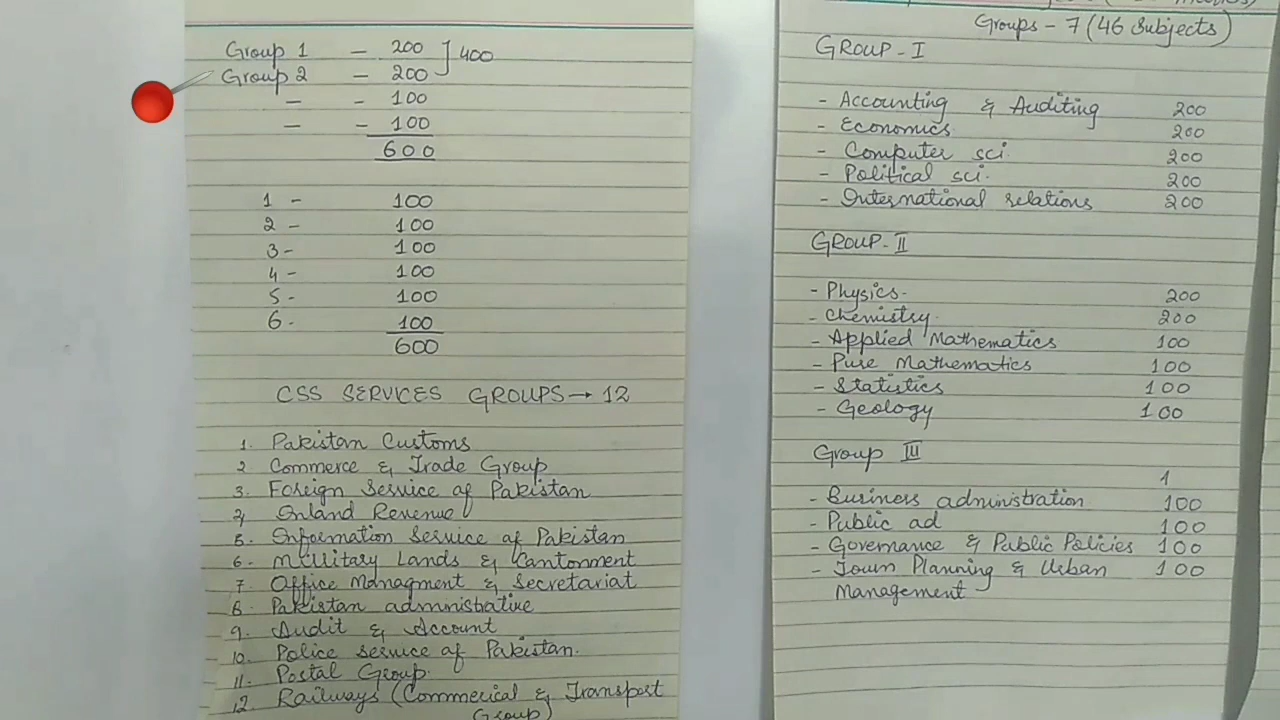 Group 1 - 200
Group 2 - 200 ] 400
- - 100
- - 100
600
1 - 100
2 - 100
3 - 100
4 - 100
5 - 100
6 - 100
600
CSS SERVICES GROUPS → 12
1. Pakistan Customs
2 Commerce & Trade Group
3. Foreign Service of Pakistan
4 Inland Revenue
5. Information Service of Pakistan
6. Millitary Lands & Cantonment
7. Office Managment & Secretariat
8. Pakistan administrative
9. Audit & Account
10. Police Service of Pakistan.
11. Postal Group.
12. Railways (Commerical & Transport
Group)
Groups - 7 (46 Subjects)
GROUP - I
- Accounting & Auditing 200
- Economics 200
- Computer sci. 200
- Political sci. 200
- International relations 200
GROUP - II
- Physics- 200
- Chemistry. 200
- Applied Mathematics 100
- Pure Mathematics 100
- Statistics 100
- Geology 100
Group III
1
- Business administration 100
- Public ad 100
- Governance & Public Policies 100
- Town Planning & Urban 100
Management